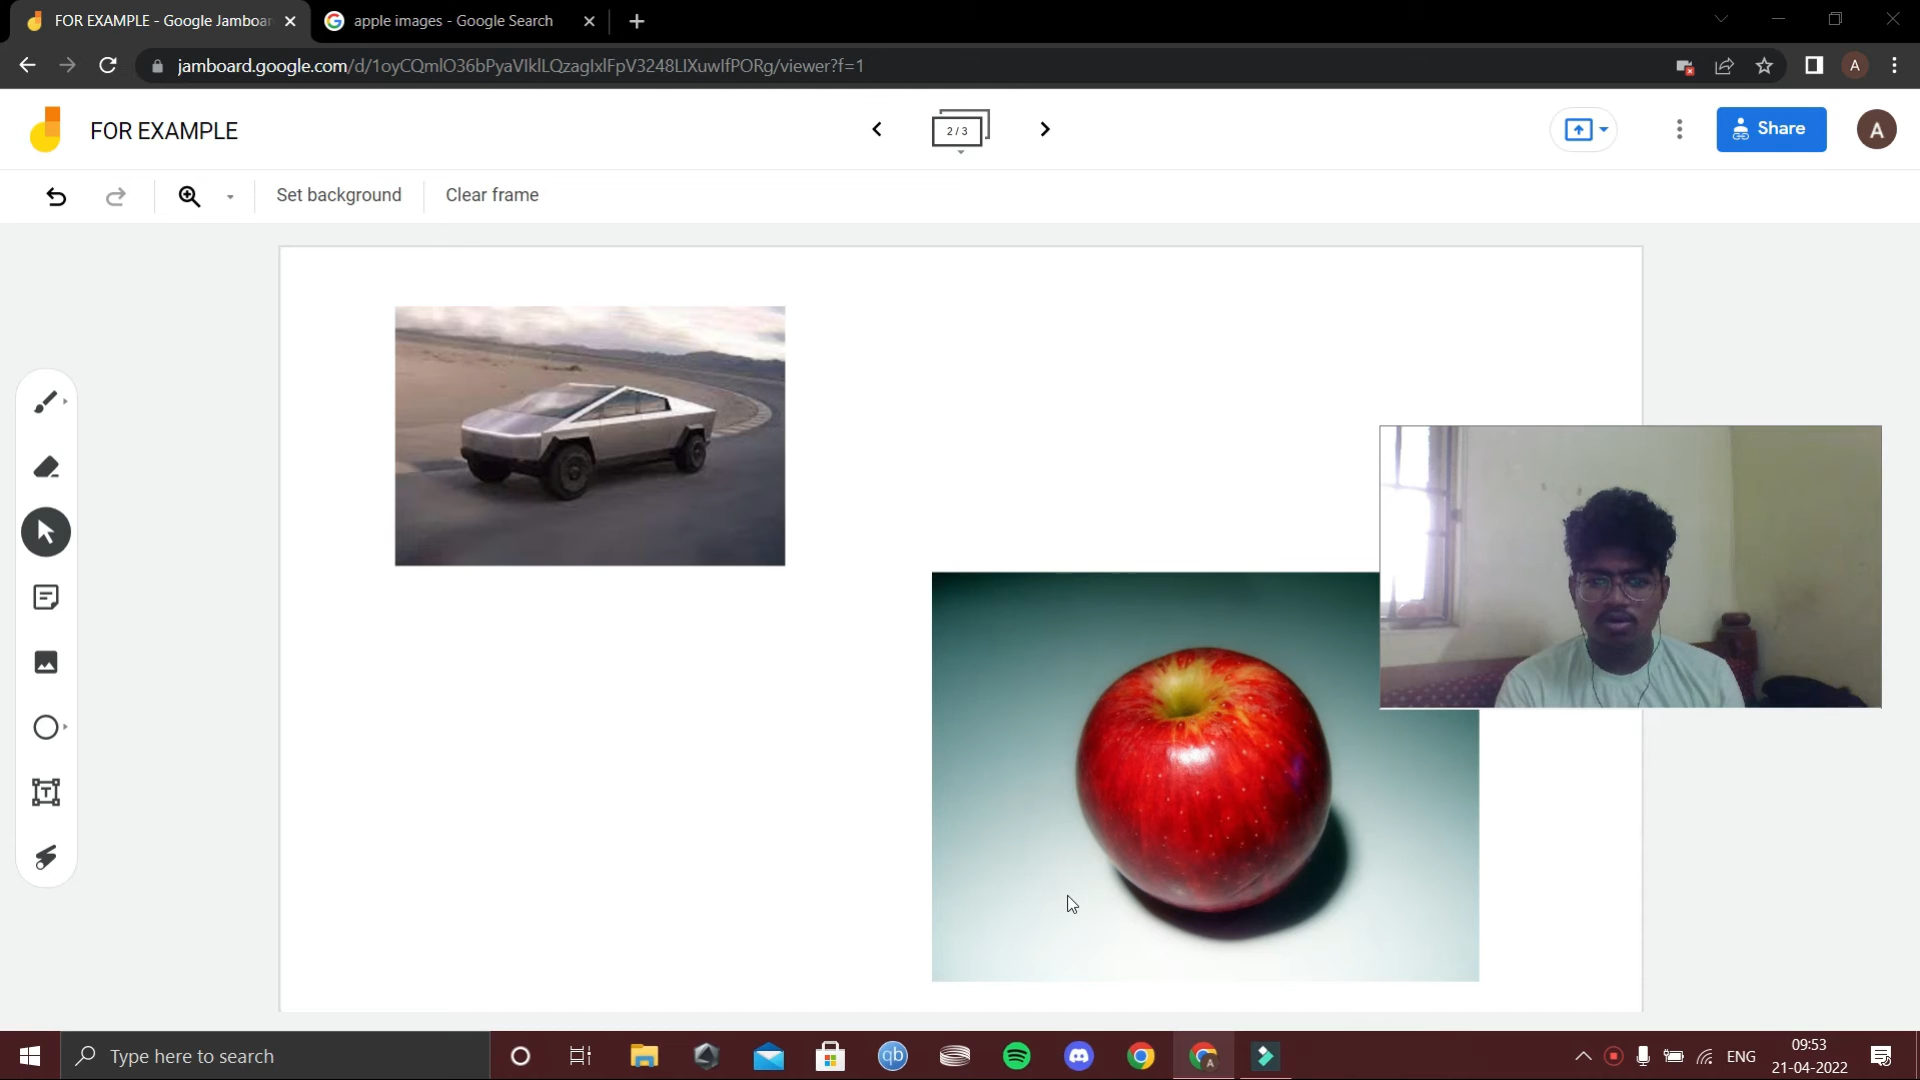 FOR EXAMPLE - Google Jamboar
apple images - Google Search
jamboard.google.com/d/1oyCQmlO36bPyaVIklLQzagIxlFpV3248LIXuwIfPORg/viewer?f=1
A
FOR EXAMPLE
2 / 3
Share
A
Set background
Clear frame
Type here to search
qb
A
ENG
09:53
21-04-2022